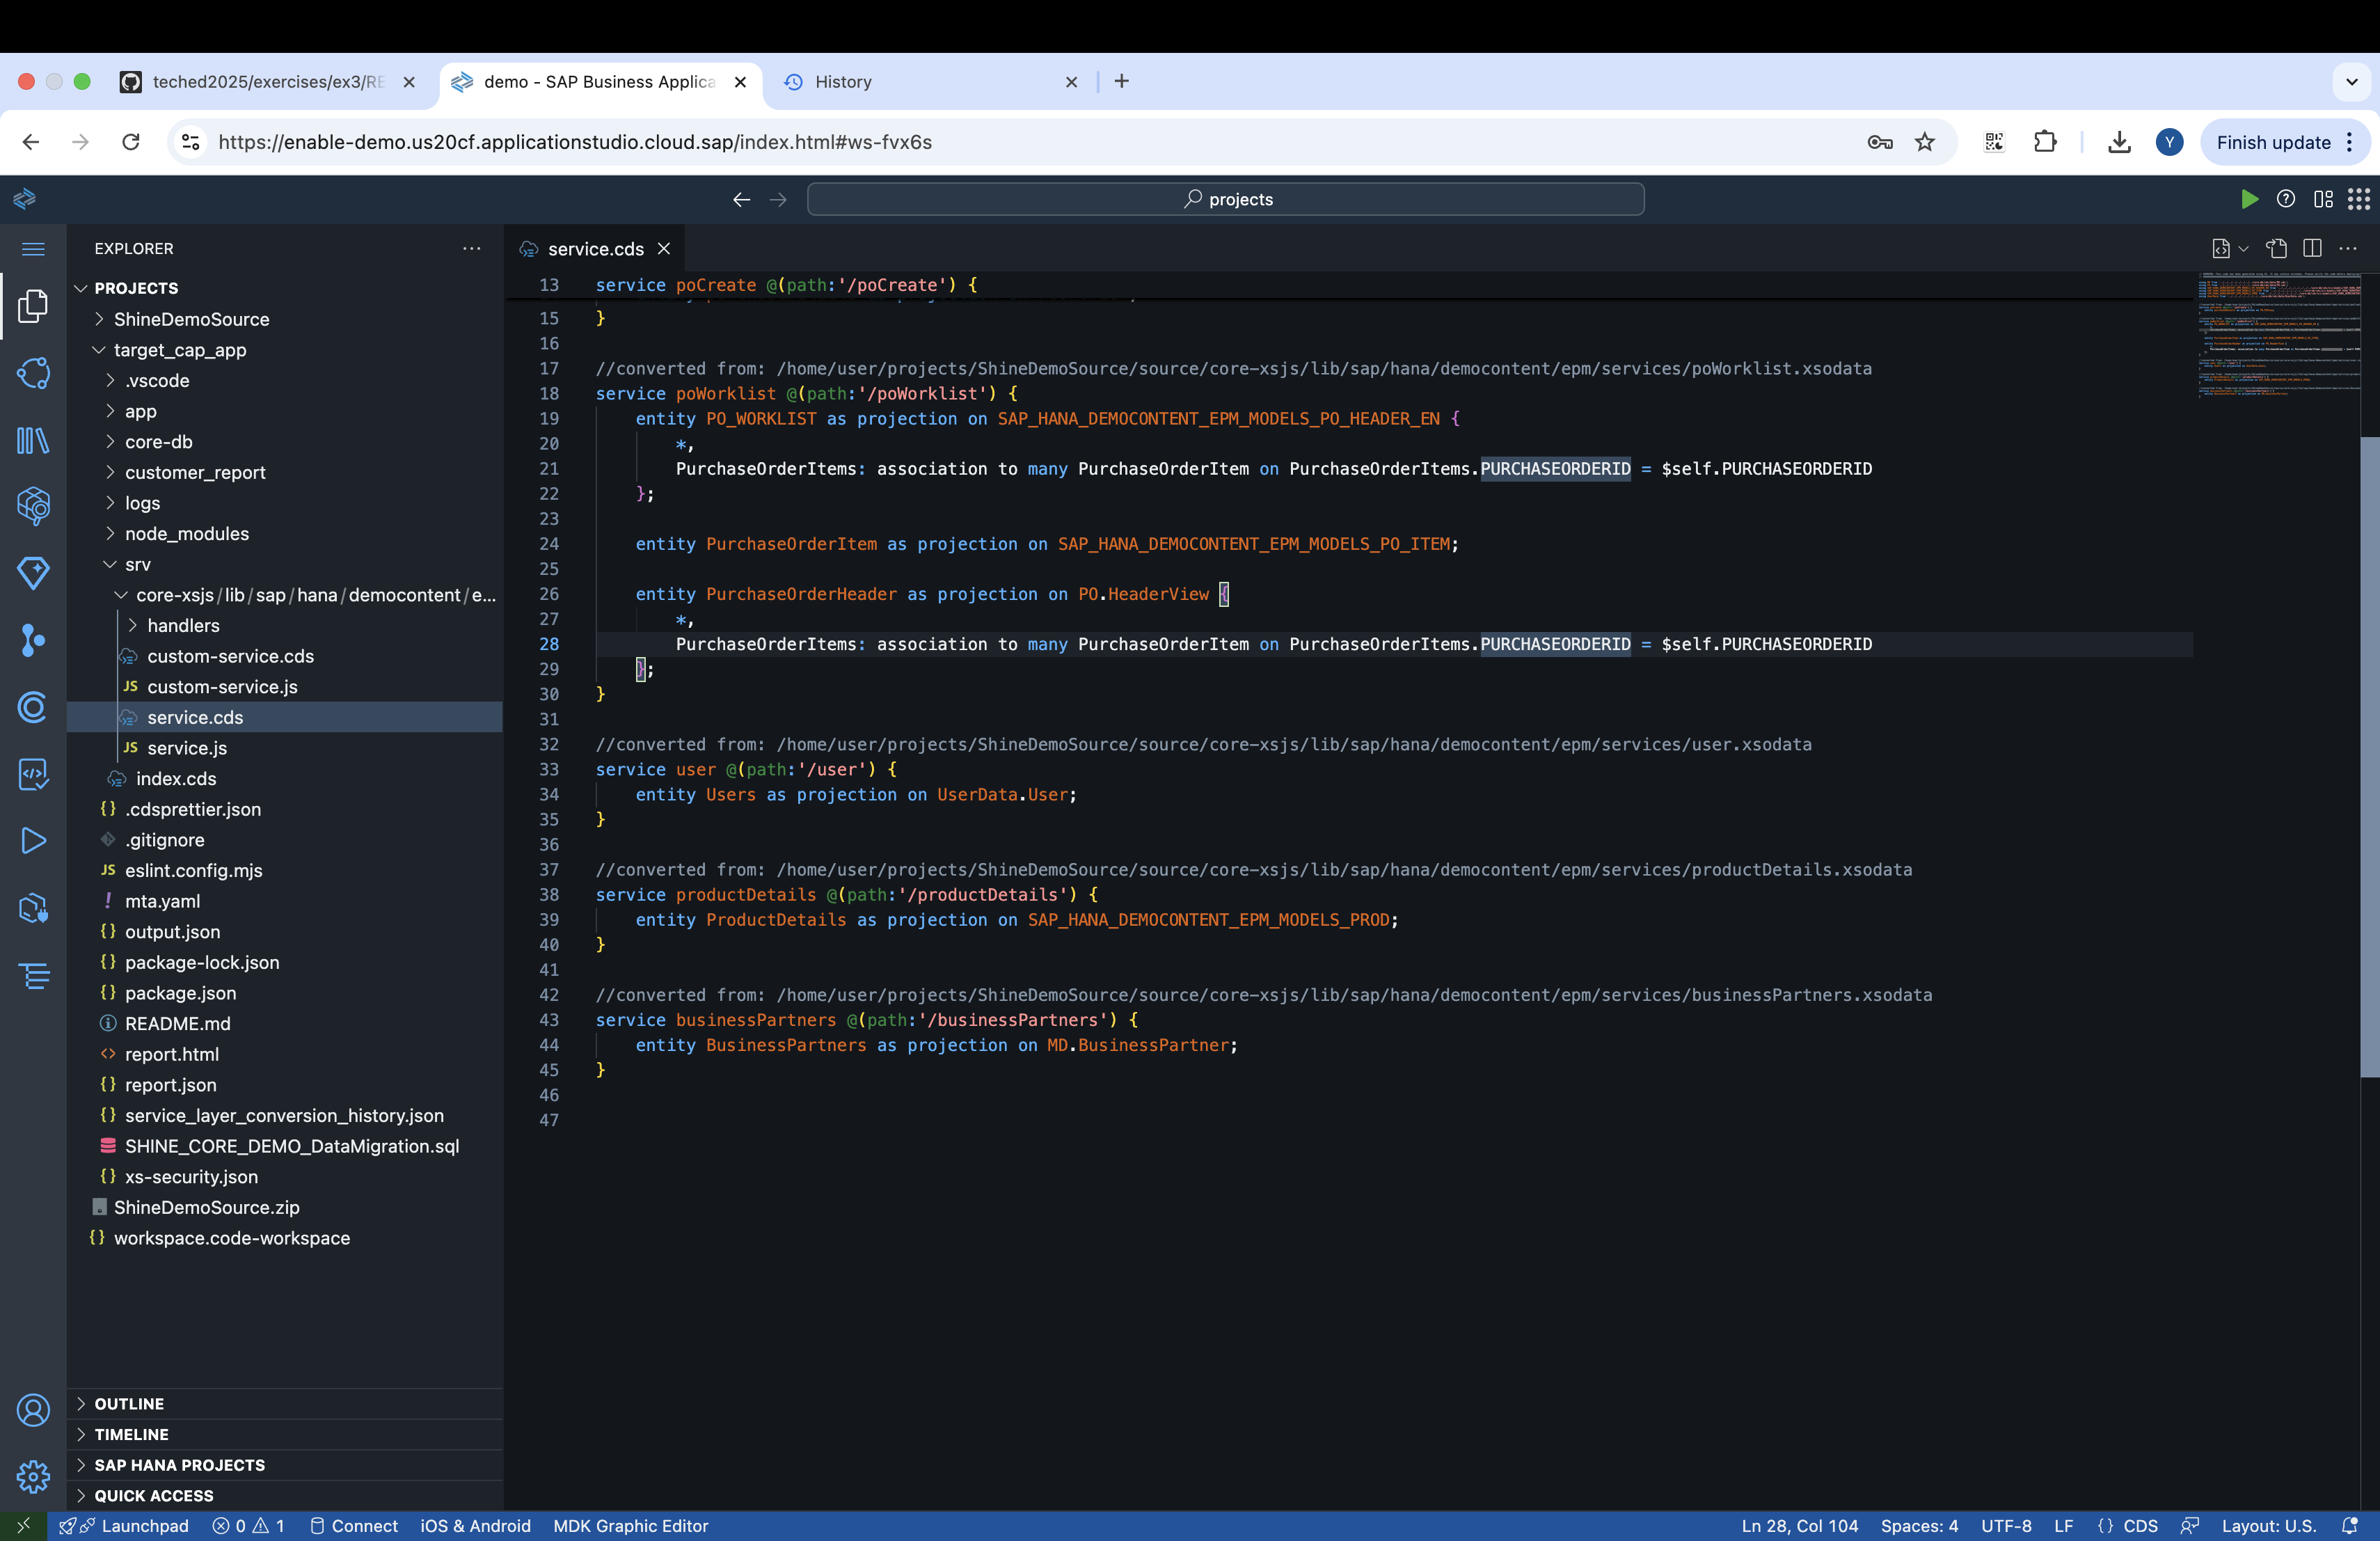 teched2025/exercises/ex3/RE
demo - SAP Business Applica
History
https://enable-demo.us20cf.applicationstudio.cloud.sap/index.html#ws-fvx6s
Y
Finish update
projects
EXPLORER
PROJECTS
ShineDemoSource
target_cap_app
.vscode
app
core-db
customer_report
logs
node_modules
srv
core-xsjs/lib/sap/hana/democontent/e...
handlers
custom-service.cds
JS custom-service.js
service.cds
JS service.js
index.cds
{} .cdsprettier.json
.gitignore
JS eslint.config.mjs
! mta.yaml
{} output.json
{} package-lock.json
{} package.json
README.md
<> report.html
{} report.json
{} service_layer_conversion_history.json
SHINE_CORE_DEMO_DataMigration.sql
{} xs-security.json
ShineDemoSource.zip
{} workspace.code-workspace
OUTLINE
TIMELINE
SAP HANA PROJECTS
QUICK ACCESS
service.cds
13 service poCreate @(path:'/poCreate') {
15 }
16
17 //converted from: /home/user/projects/ShineDemoSource/source/core-xsjs/lib/sap/hana/democontent/epm/services/poWorklist.xsodata
18 service poWorklist @(path:'/poWorklist') {
19 entity PO_WORKLIST as projection on SAP_HANA_DEMOCONTENT_EPM_MODELS_PO_HEADER_EN {
20 *,
21 PurchaseOrderItems: association to many PurchaseOrderItem on PurchaseOrderItems.PURCHASEORDERID = $self.PURCHASEORDERID
22 };
23
24 entity PurchaseOrderItem as projection on SAP_HANA_DEMOCONTENT_EPM_MODELS_PO_ITEM;
25
26 entity PurchaseOrderHeader as projection on PO.HeaderView {
27 *,
28 PurchaseOrderItems: association to many PurchaseOrderItem on PurchaseOrderItems.PURCHASEORDERID = $self.PURCHASEORDERID
29 };
30 }
31
32 //converted from: /home/user/projects/ShineDemoSource/source/core-xsjs/lib/sap/hana/democontent/epm/services/user.xsodata
33 service user @(path:'/user') {
34 entity Users as projection on UserData.User;
35 }
36
37 //converted from: /home/user/projects/ShineDemoSource/source/core-xsjs/lib/sap/hana/democontent/epm/services/productDetails.xsodata
38 service productDetails @(path:'/productDetails') {
39 entity ProductDetails as projection on SAP_HANA_DEMOCONTENT_EPM_MODELS_PROD;
40 }
41
42 //converted from: /home/user/projects/ShineDemoSource/source/core-xsjs/lib/sap/hana/democontent/epm/services/businessPartners.xsodata
43 service businessPartners @(path:'/businessPartners') {
44 entity BusinessPartners as projection on MD.BusinessPartner;
45 }
46
47
Launchpad 0 1 Connect iOS & Android MDK Graphic Editor Ln 28, Col 104 Spaces: 4 UTF-8 LF {} CDS Layout: U.S.